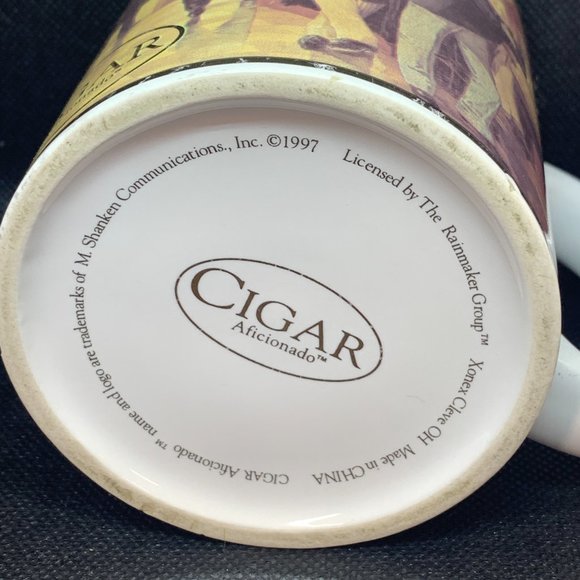 CIGAR
CIGAR
Aficionado™
CIGAR Aficionado ™ name and logo are trademarks of M. Shanken Communications., Inc. ©1997
Licensed by The Rainmaker Group™ Xonex Cleve OH Made in CHINA